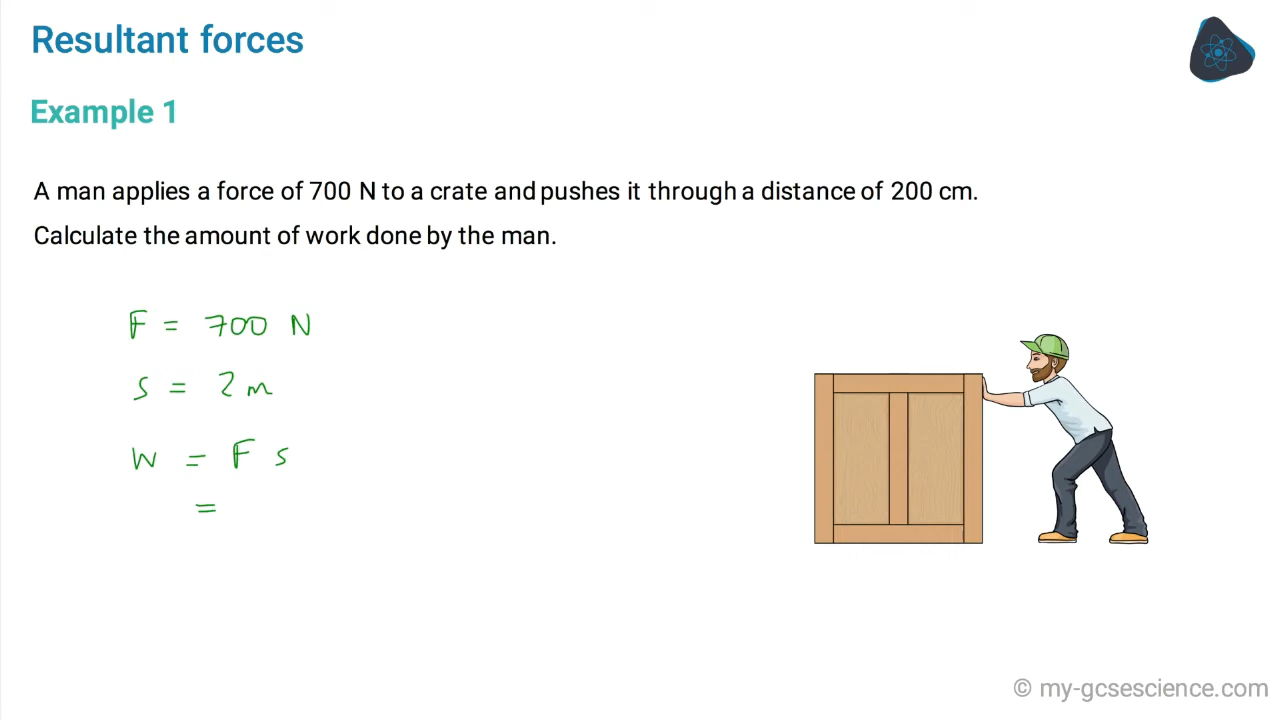 Resultant forces
Example 1
A man applies a force of 700 N to a crate and pushes it through a distance of 200 cm.
Calculate the amount of work done by the man.
F = 700 N
s = 2 m
W = F s
=
© my-gcsescience.com